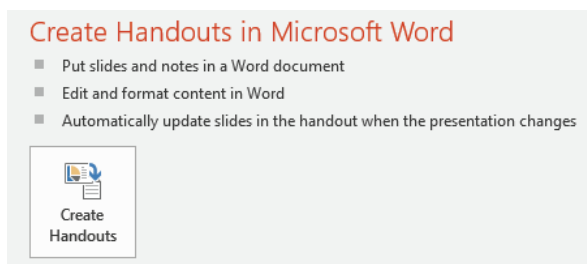 Create Handouts in Microsoft Word
Put slides and notes in a Word document
Edit and format content in Word
Automatically update slides in the handout when the presentation changes
Create
Handouts